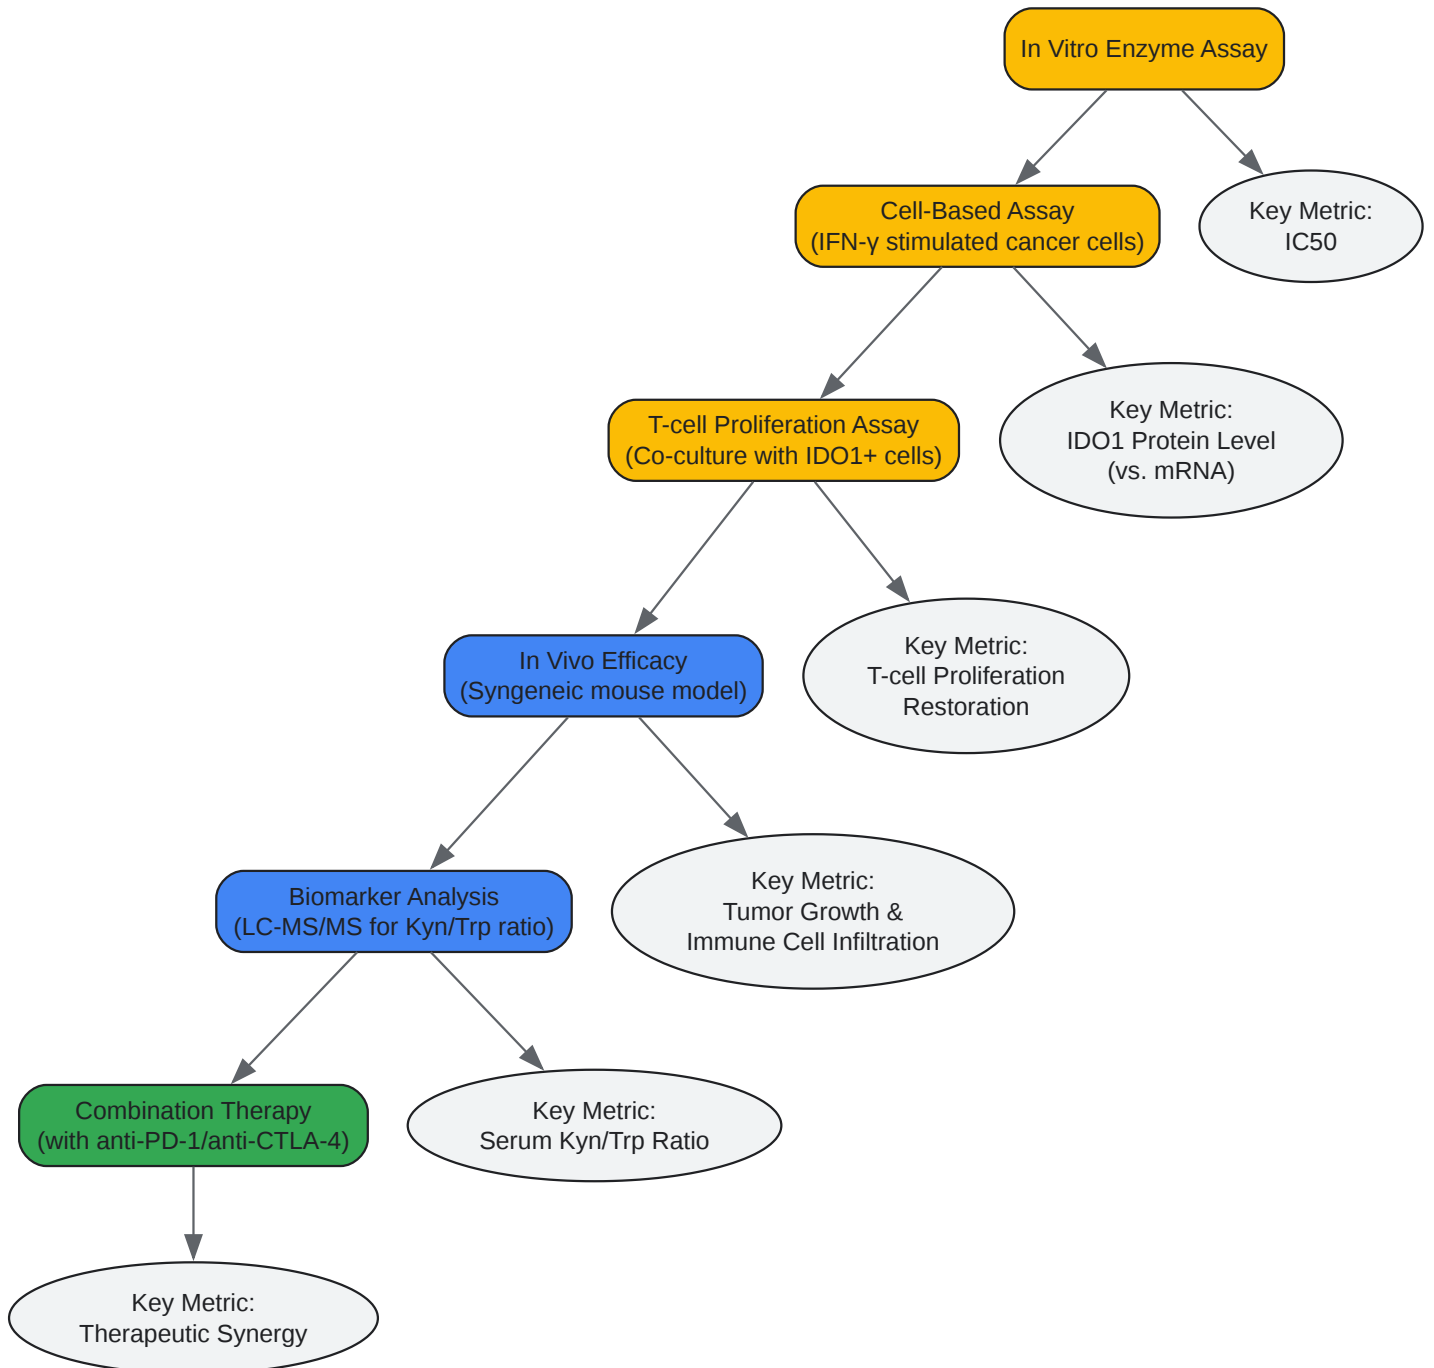 In Vitro Enzyme Assay
Cell-Based Assay
(IFN-γ stimulated cancer cells)
Key Metric:
IC50
T-cell Proliferation Assay
(Co-culture with IDO1+ cells)
Key Metric:
IDO1 Protein Level
(vs. mRNA)
In Vivo Efficacy
(Syngeneic mouse model)
Key Metric:
T-cell Proliferation
Restoration
Biomarker Analysis
(LC-MS/MS for Kyn/Trp ratio)
Key Metric:
Tumor Growth &
Immune Cell Infiltration
Combination Therapy
(with anti-PD-1/anti-CTLA-4)
Key Metric:
Serum Kyn/Trp Ratio
Key Metric:
Therapeutic Synergy